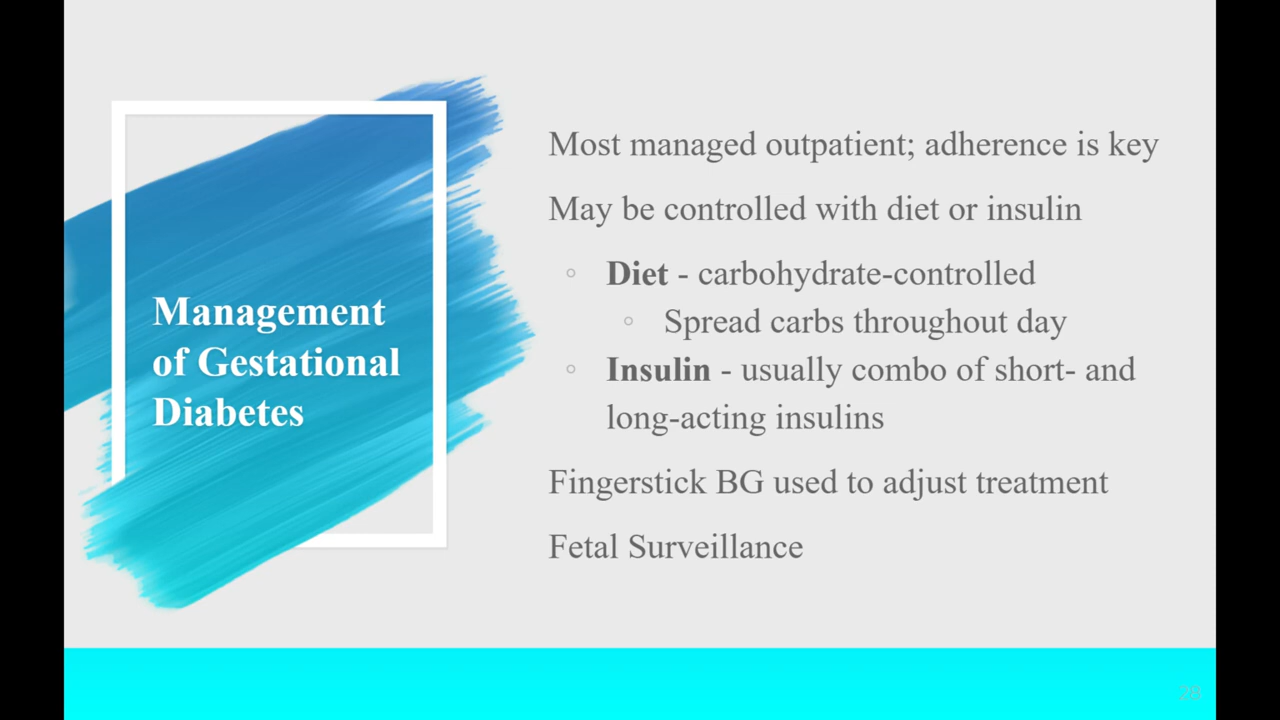 Management
of Gestational
Diabetes
Most managed outpatient; adherence is key
May be controlled with diet or insulin
◦ Diet - carbohydrate-controlled
◦ Spread carbs throughout day
◦ Insulin - usually combo of short- and
long-acting insulins
Fingerstick BG used to adjust treatment
Fetal Surveillance
28